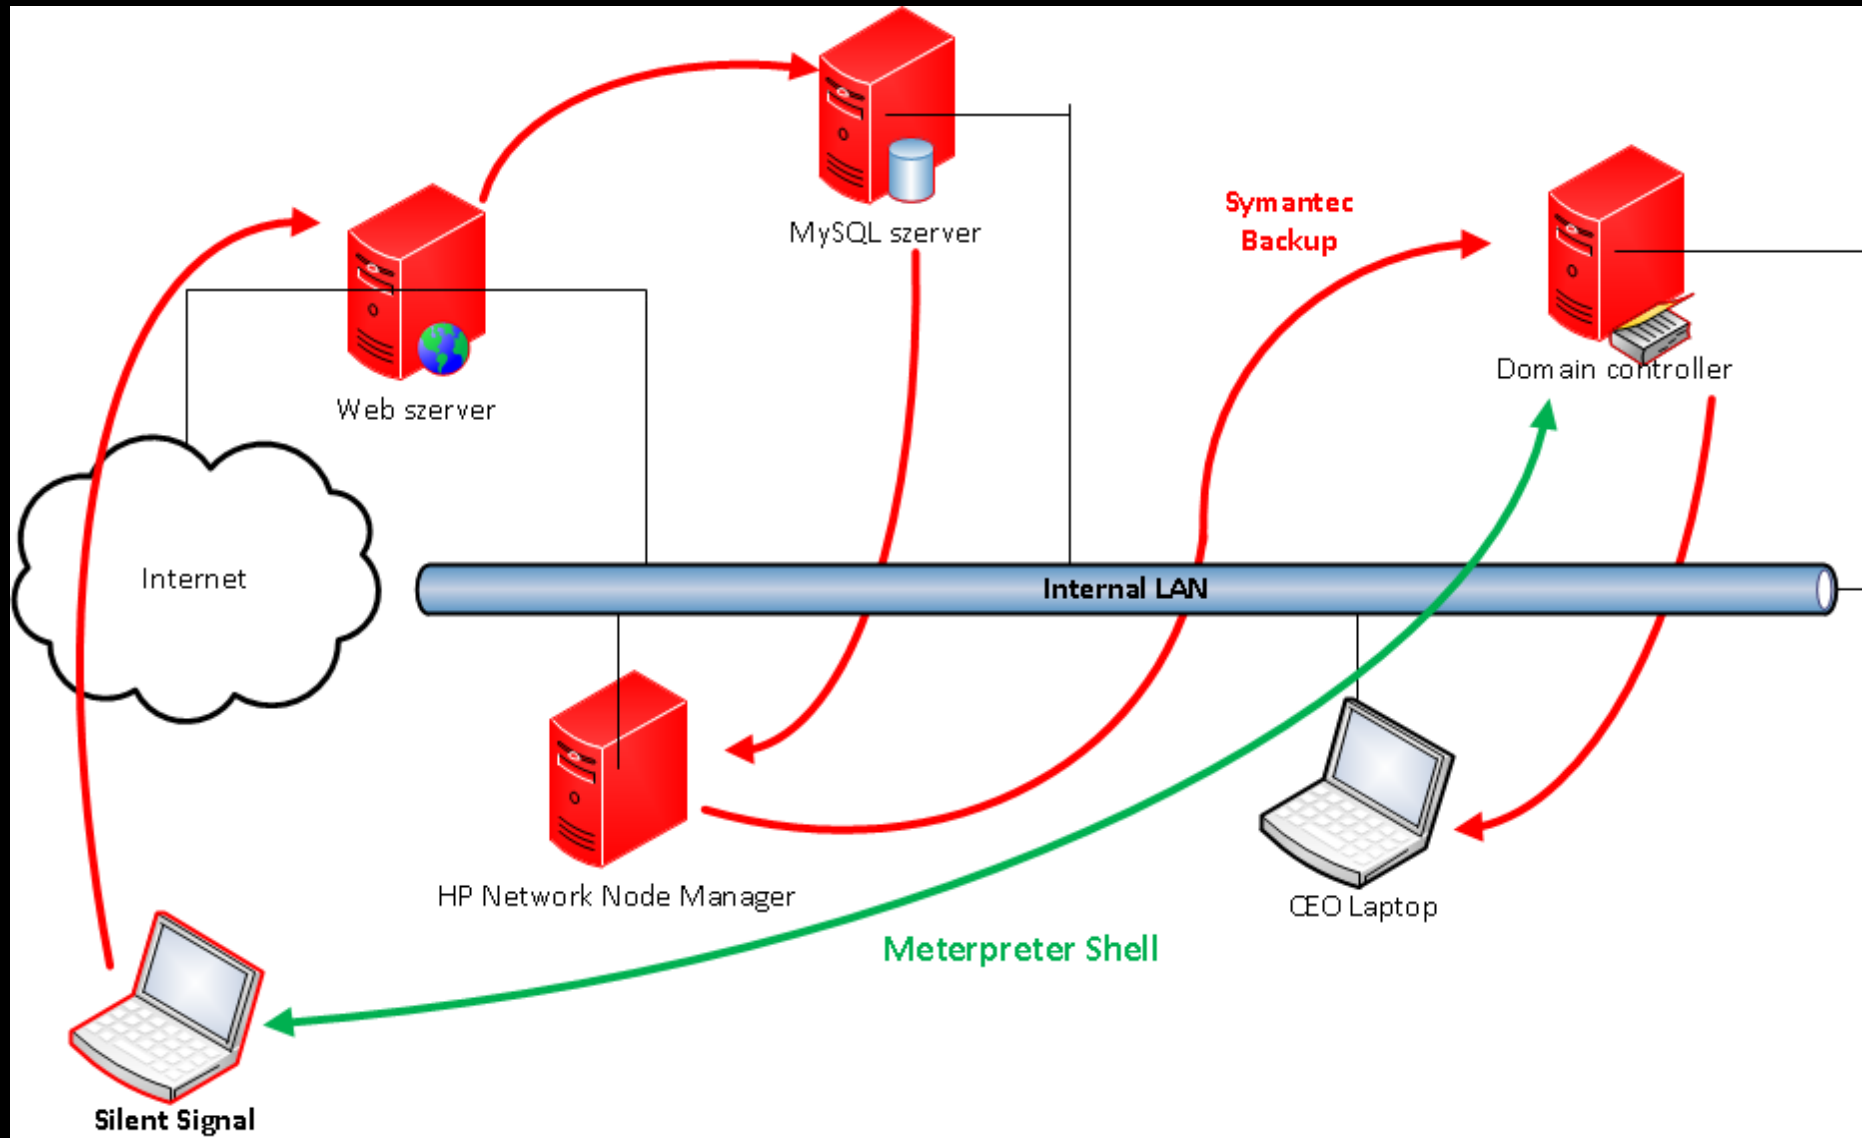 MySQL szerver
Symantec
Backup
Domain controller
Web szerver
Internet
Internal LAN
HP Network Node Manager
CEO Laptop
Meterpreter Shell
Silent Signal